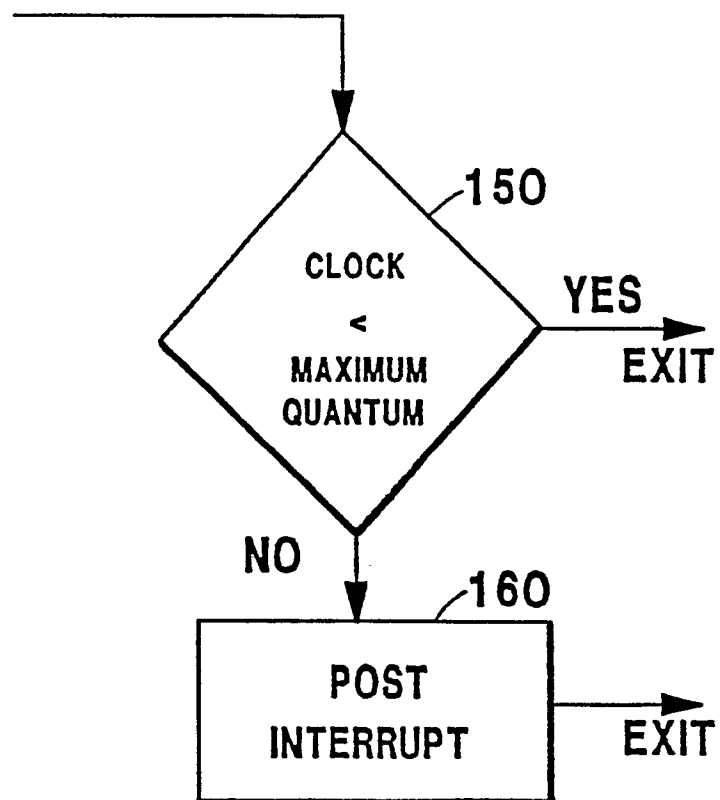 150
CLOCK
<
MAXIMUM
QUANTUM
YES
EXIT
NO
160
POST
INTERRUPT
EXIT